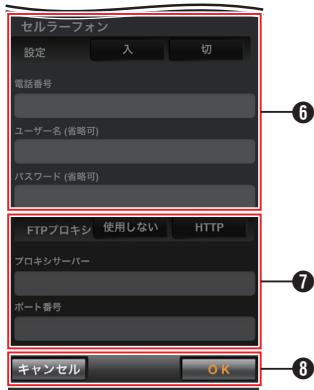 セルラーフォン
設定 入 切
電話番号
ユーザー名 (省略可)
パスワード (省略可)
❻
FTPプロキシ 使用しない HTTP
プロキシサーバー
❼
ポート番号
キャンセル OK
❽